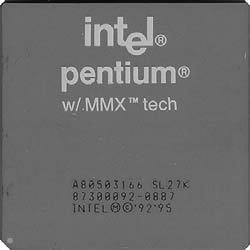 intel®
pentium®
w/MMX™ tech
A80503166 SL27K
87300092-0887
INTEL Ⓜ©'92'95